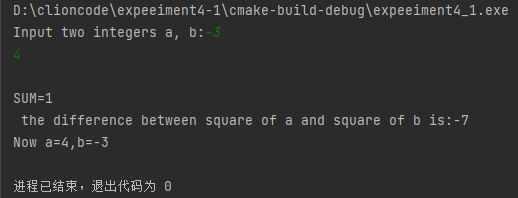 D:\clioncode\expeeiment4-1\cmake-build-debug\expeeiment4_1.exe
Input two integers a, b:-3
4
SUM=1
the difference between square of a and square of b is:-7
Now a=4,b=-3
进程已结束，退出代码为 0